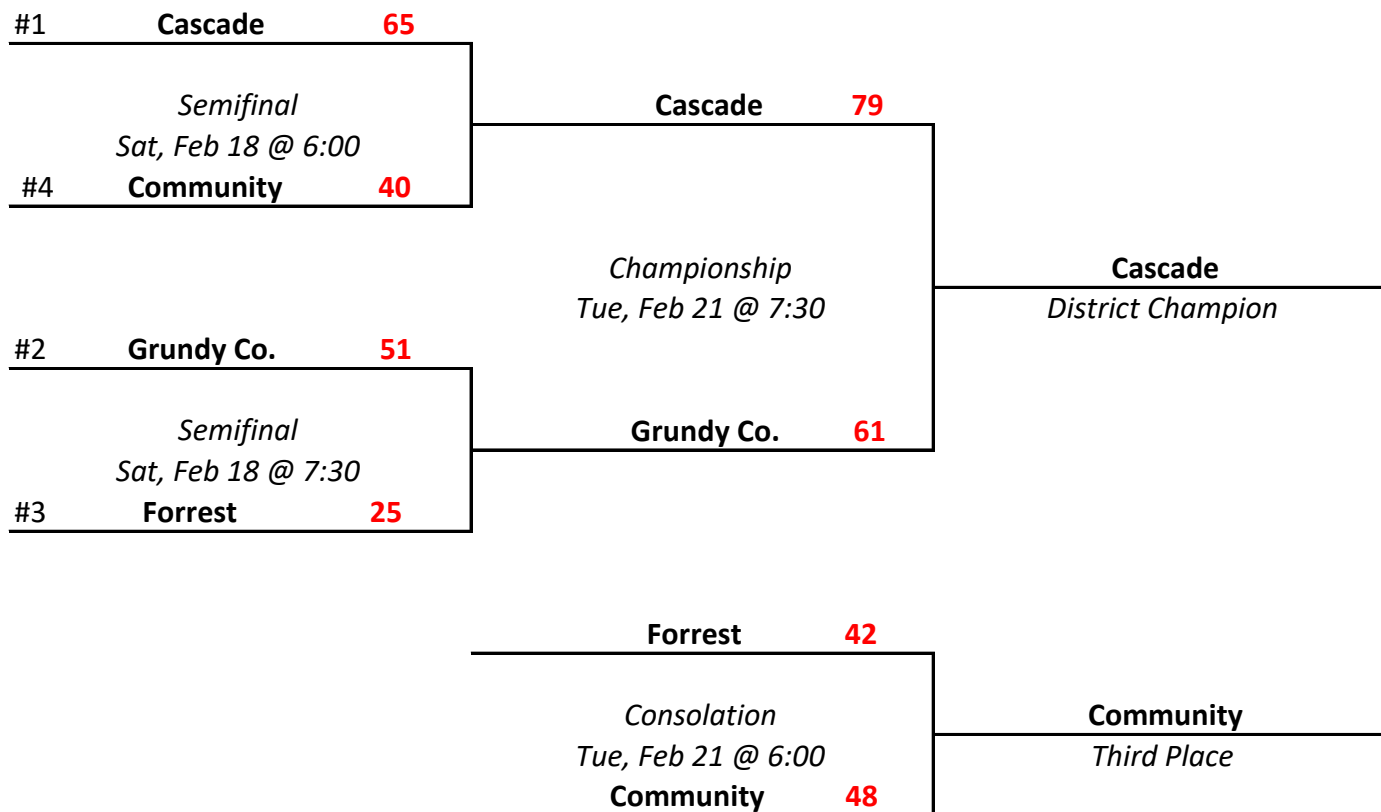 #1 Cascade 65
Semifinal
Sat, Feb 18 @ 6:00
#4 Community 40
Cascade 79
Championship
Tue, Feb 21 @ 7:30
Cascade
District Champion
#2 Grundy Co. 51
Semifinal
Sat, Feb 18 @ 7:30
#3 Forrest 25
Grundy Co. 61
Forrest 42
Consolation
Tue, Feb 21 @ 6:00
Community 48
Community
Third Place